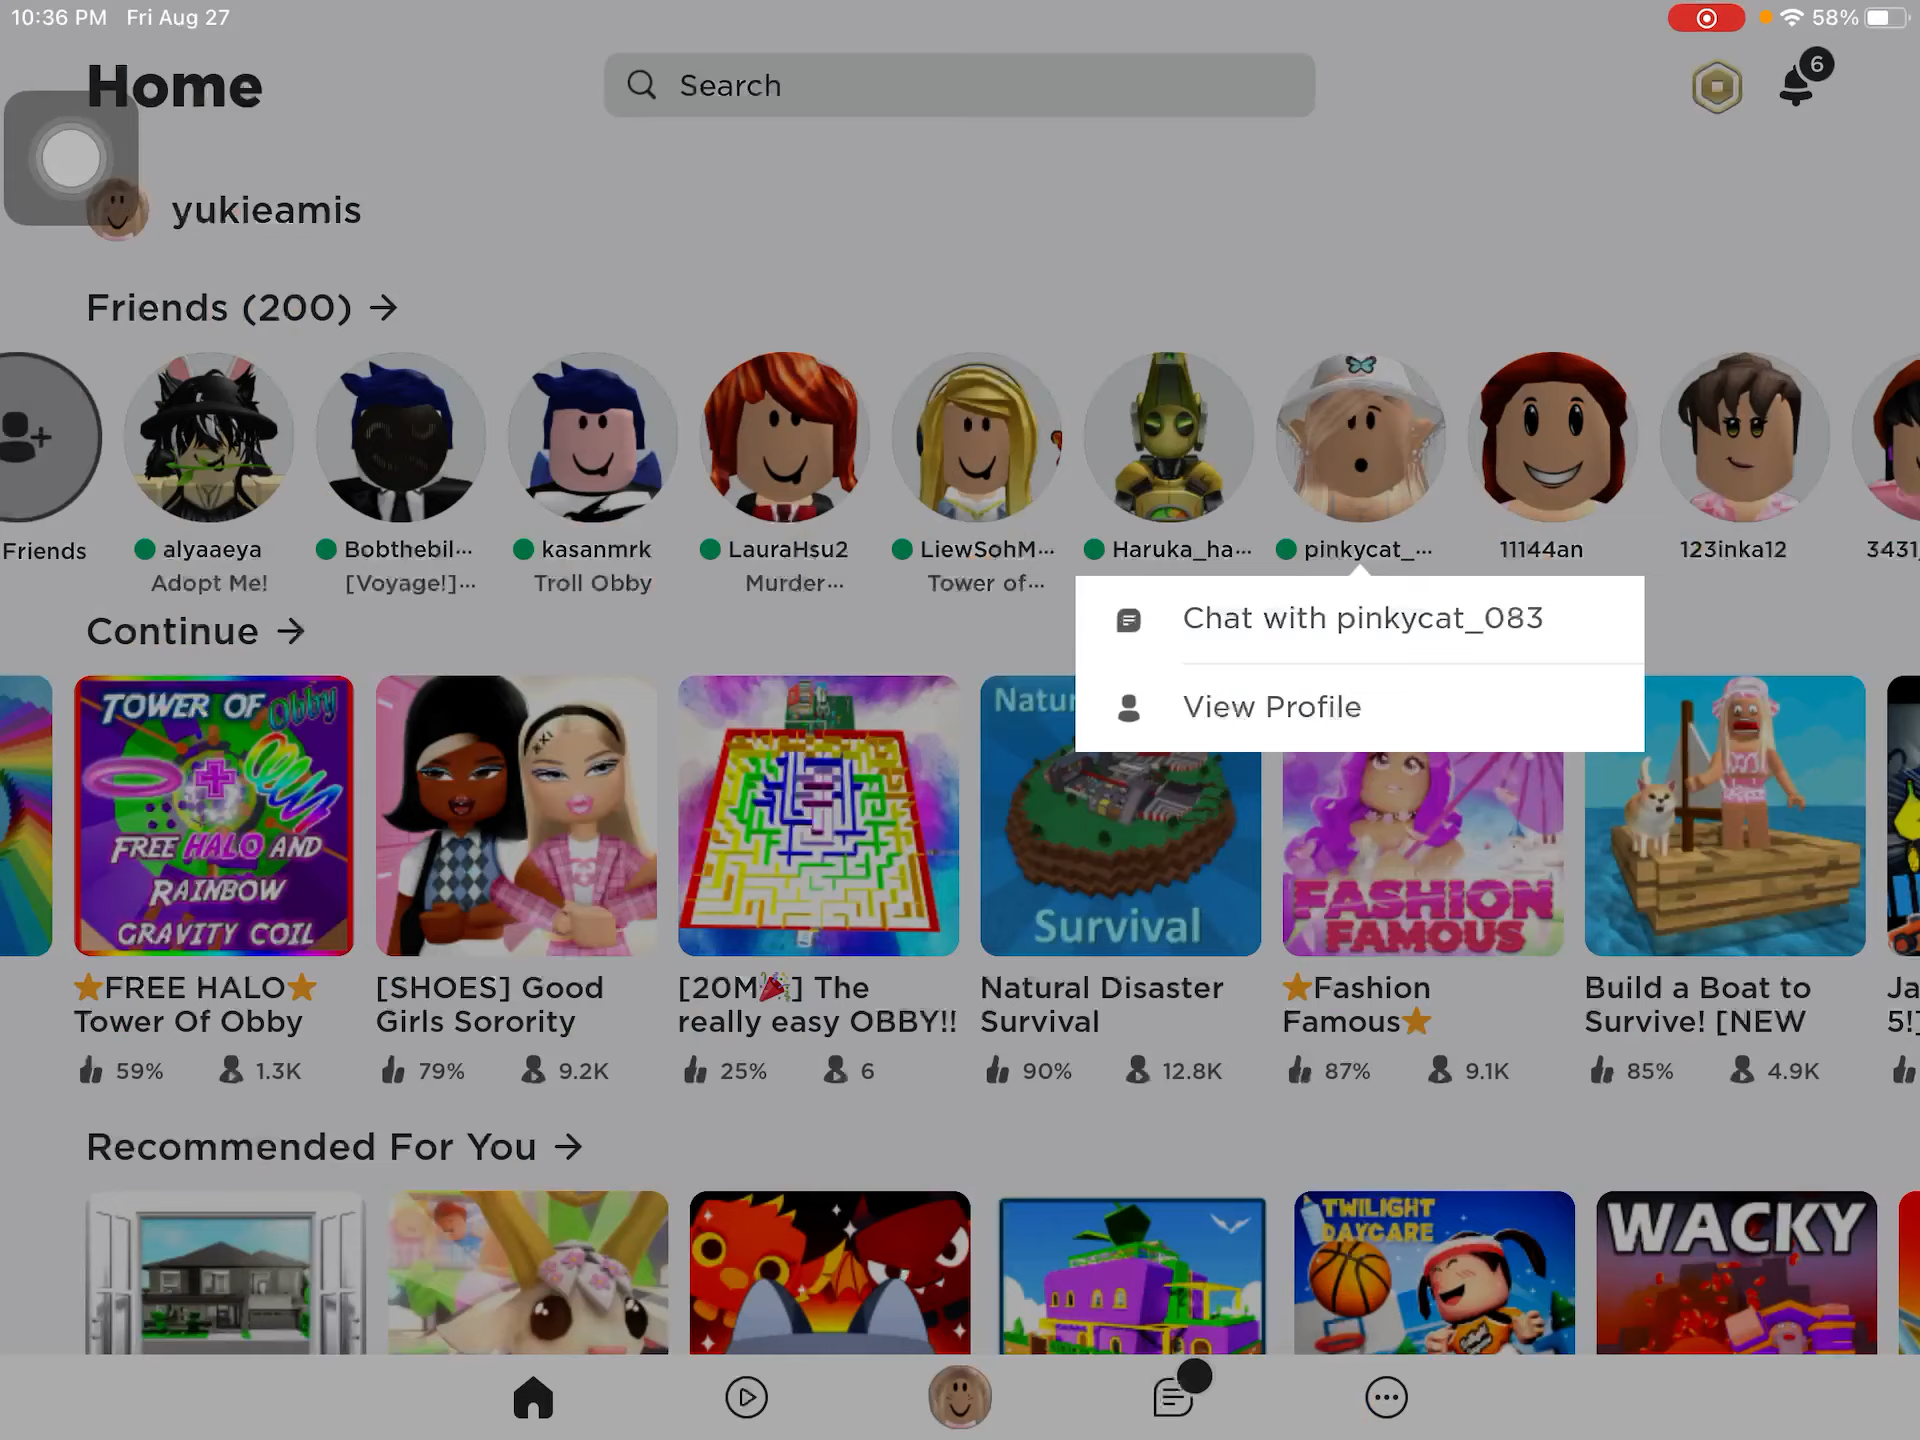 10:36 PM Fri Aug 27
58%
Home
Search
6
yukieamis
Friends (200) →
Friends
alyaaeya
Bobthebil...
kasanmrk
LauraHsu2
LiewSohM...
Haruka_ha...
pinkycat_...
11144an
123inka12
3431
Adopt Me!
[Voyage!]...
Troll Obby
Murder...
Tower of...
Chat with pinkycat_083
View Profile
Continue →
TOWER OF Obby
FREE HALO AND
RAINBOW
GRAVITY COIL
XXI
Natur
Survival
FASHION
FAMOUS
⭐FREE HALO⭐
Tower Of Obby
[SHOES] Good
Girls Sorority
[20M🎉] The
really easy OBBY!!
Natural Disaster
Survival
⭐Fashion
Famous⭐
Build a Boat to
Survive! [NEW
Ja
5!]
59% 1.3K
79% 9.2K
25% 6
90% 12.8K
87% 9.1K
85% 4.9K
Recommended For You →
TWILIGHT
DAYCARE
WACKY